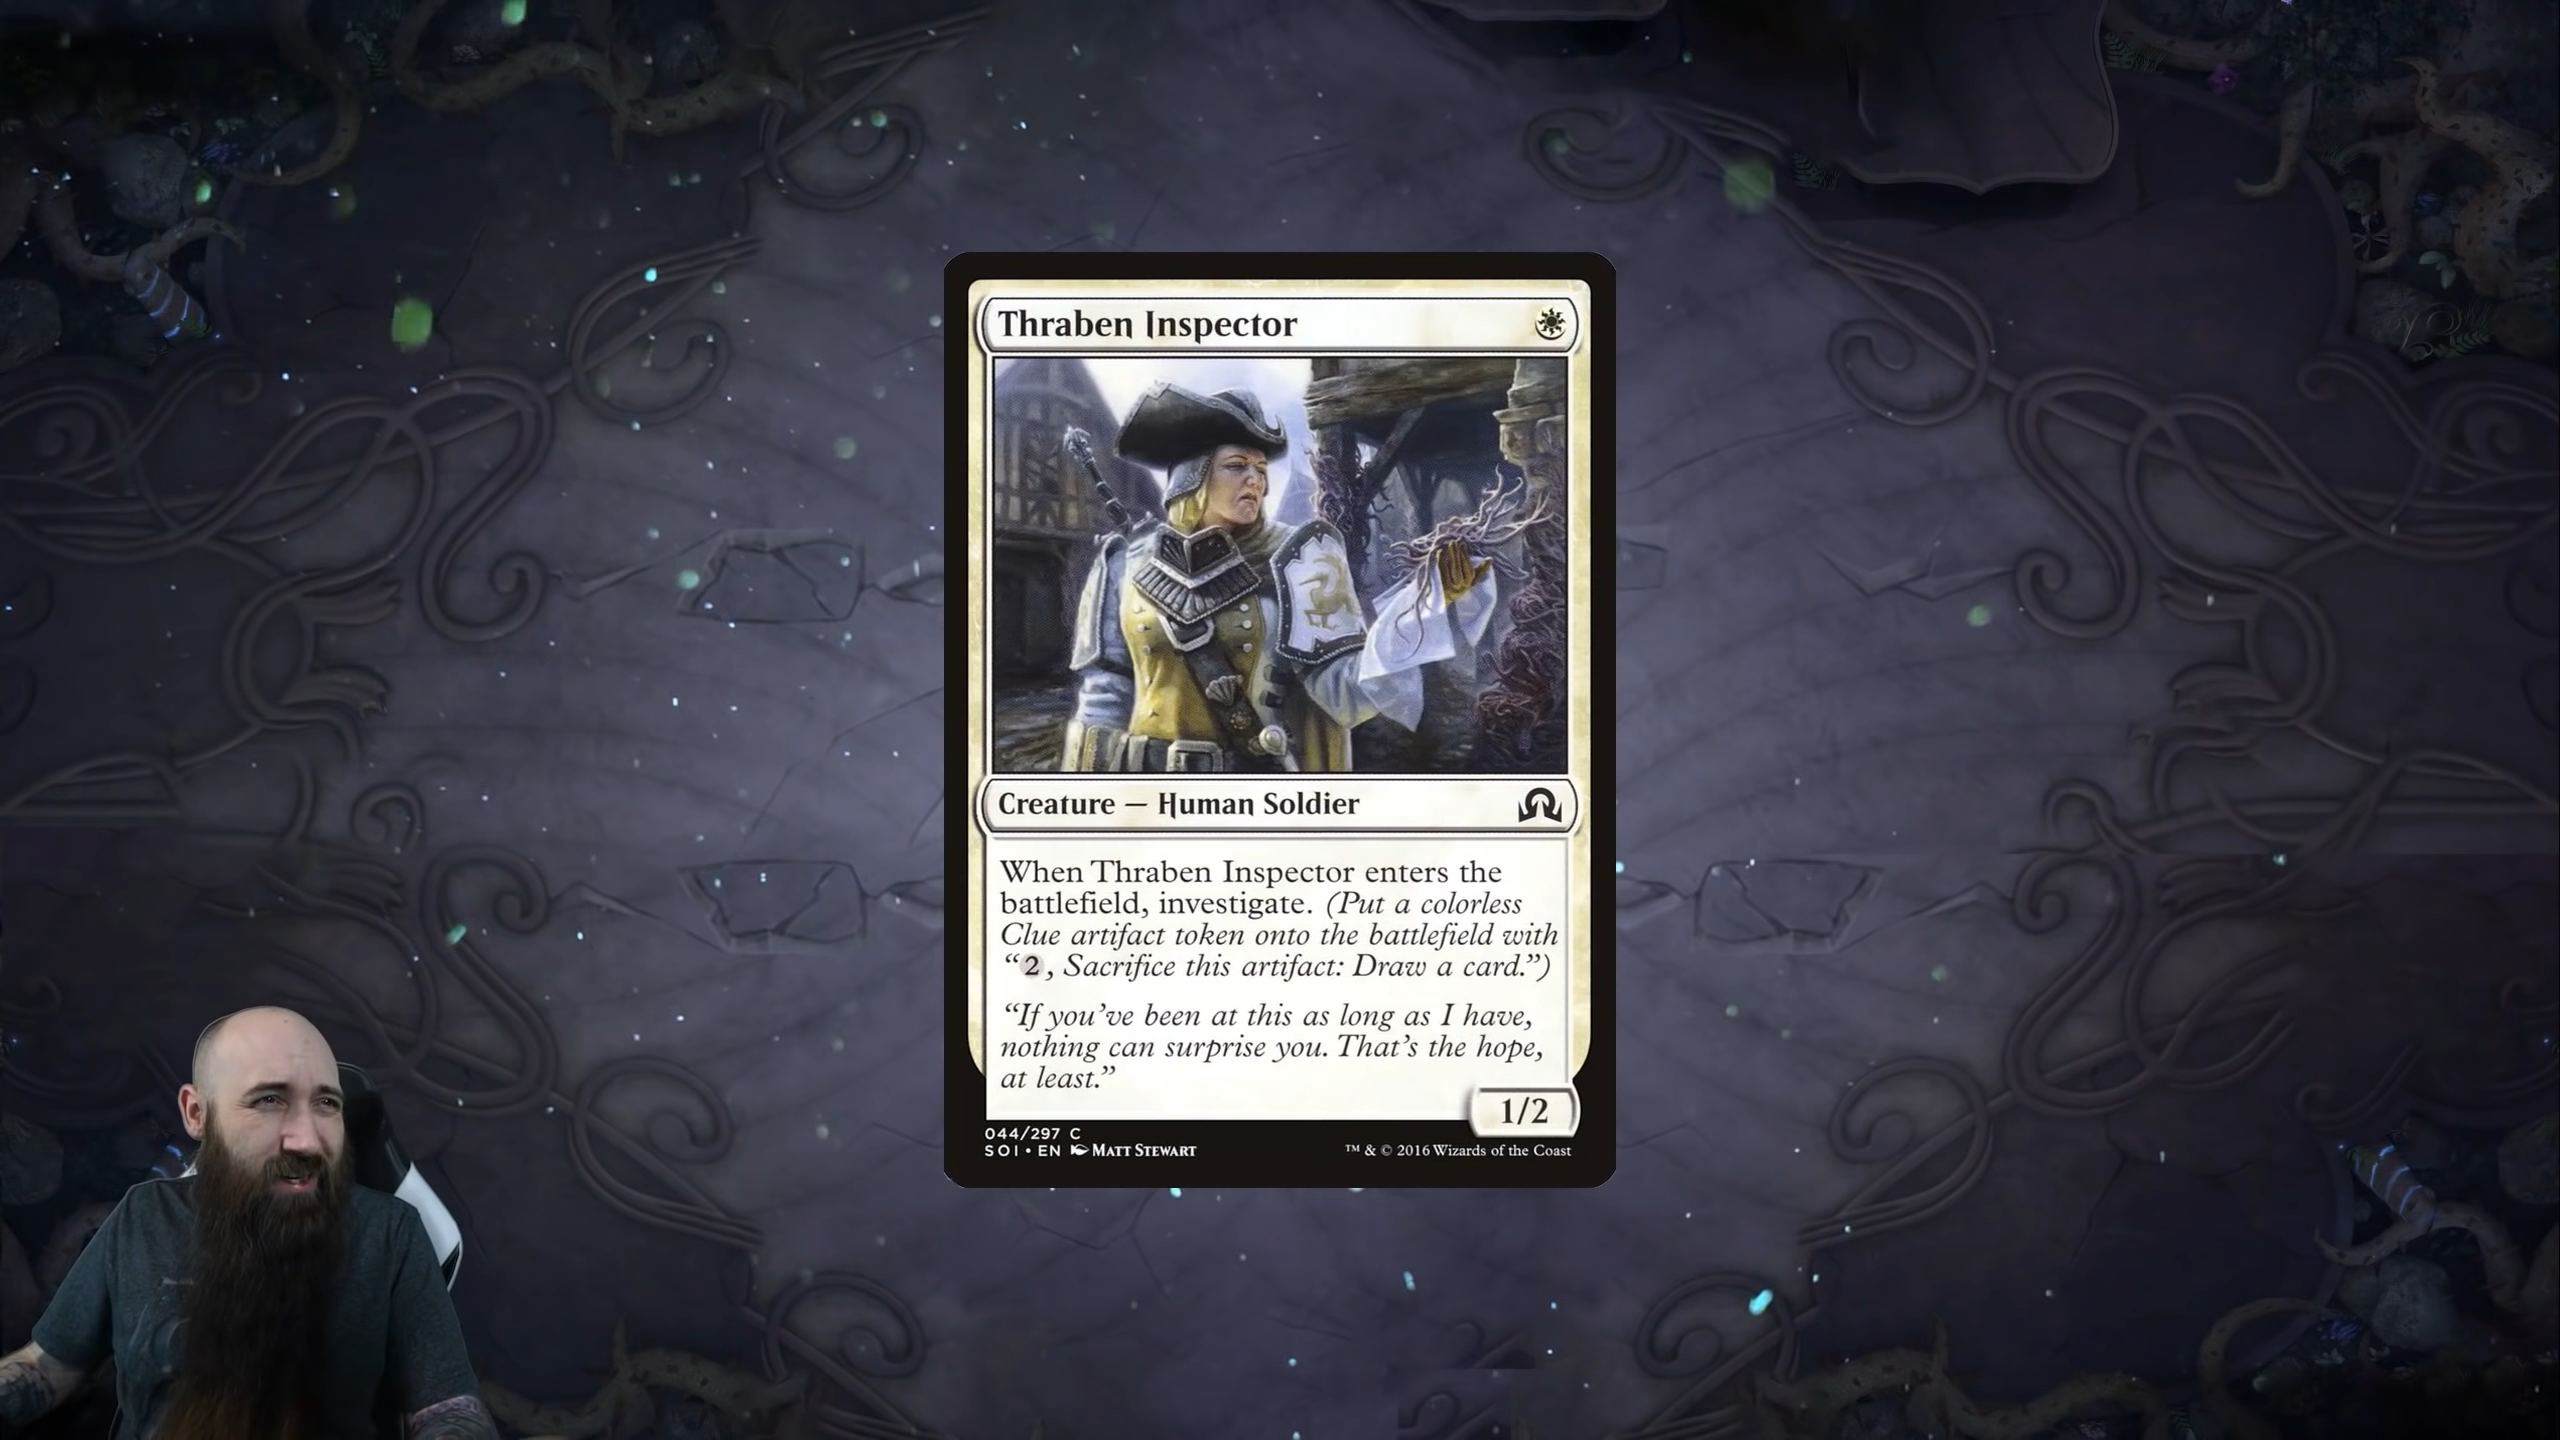 Thraben Inspector
Creature — Human Soldier
When Thraben Inspector enters the
battlefield, investigate. (Put a colorless
Clue artifact token onto the battlefield with
“2, Sacrifice this artifact: Draw a card.”)
“If you’ve been at this as long as I have,
nothing can surprise you. That’s the hope,
at least.”
1/2
044/297 C
SOI • EN Matt Stewart
™ & © 2016 Wizards of the Coast